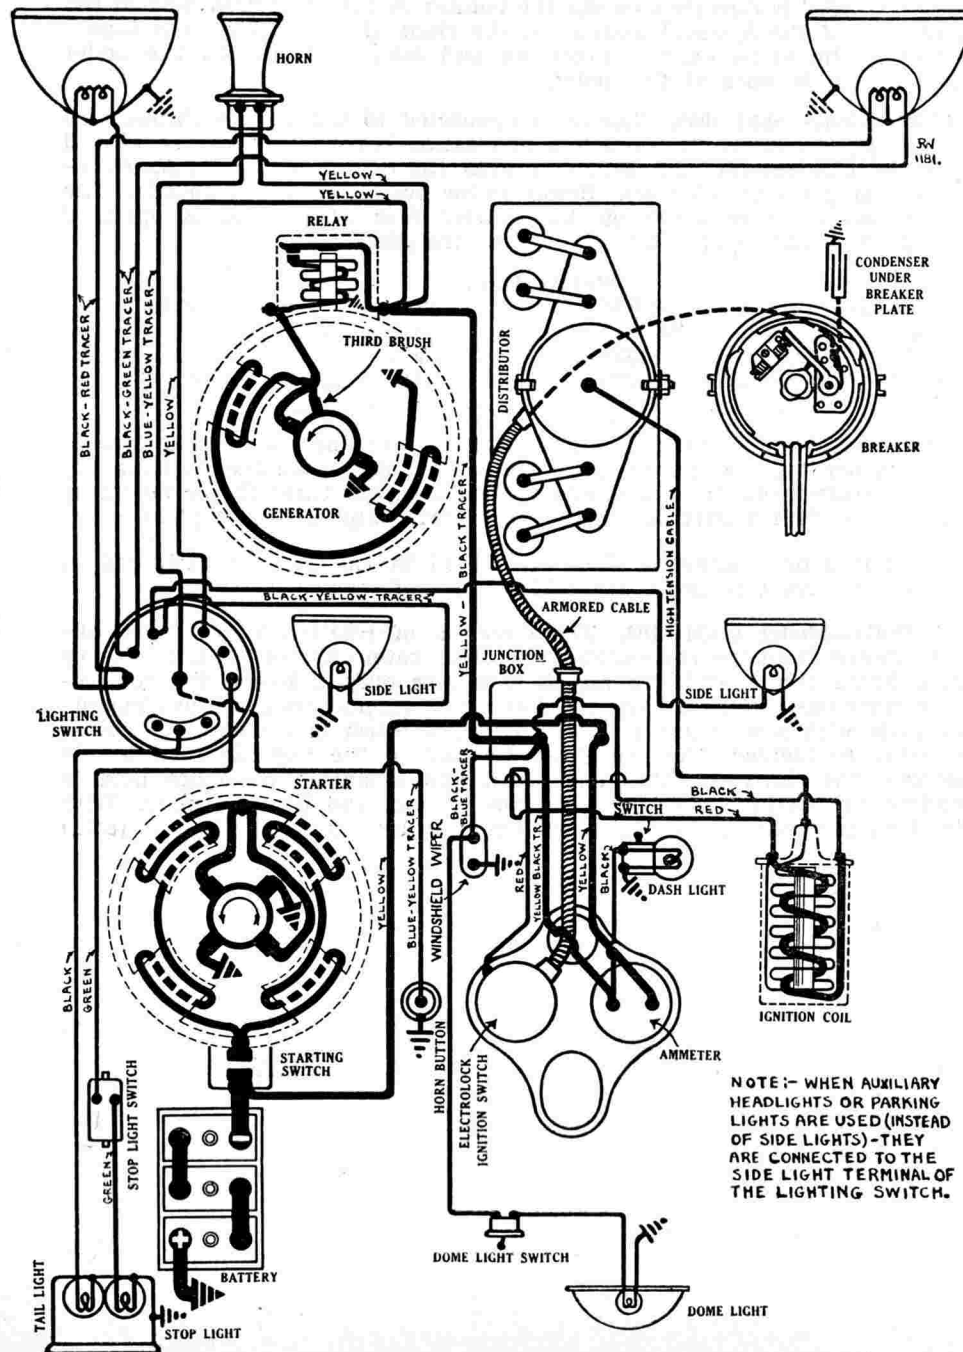 HORN
RW
1181.
YELLOW
YELLOW
RELAY
CONDENSER
UNDER
BREAKER
PLATE
THIRD BRUSH
DISTRIBUTOR
BREAKER
GENERATOR
BLACK-RED TRACER
BLACK-GREEN TRACER
BLUE-YELLOW TRACER
YELLOW
YELLOW - BLACK TRACER
HIGH TENSION CABLE
BLACK-YELLOW-TRACER
ARMORED CABLE
JUNCTION
BOX
SIDE LIGHT
SIDE LIGHT
LIGHTING
SWITCH
STARTER
BLACK-
BLUE TRACER
BLACK
RED
SWITCH
DASH LIGHT
YELLOW
BLUE-YELLOW TRACER
WINDSHIELD WIPER
RED
YELLOW BLACK TR.
YELLOW
BLACK
BLACK
GREEN
IGNITION COIL
STARTING
SWITCH
HORN BUTTON
ELECTROLOCK
IGNITION SWITCH
AMMETER
STOP LIGHT SWITCH
GREEN
NOTE:- WHEN AUXILIARY
HEADLIGHTS OR PARKING
LIGHTS ARE USED (INSTEAD
OF SIDE LIGHTS)-THEY
ARE CONNECTED TO THE
SIDE LIGHT TERMINAL OF
THE LIGHTING SWITCH.
DOME LIGHT SWITCH
BATTERY
TAIL LIGHT
STOP LIGHT
DOME LIGHT